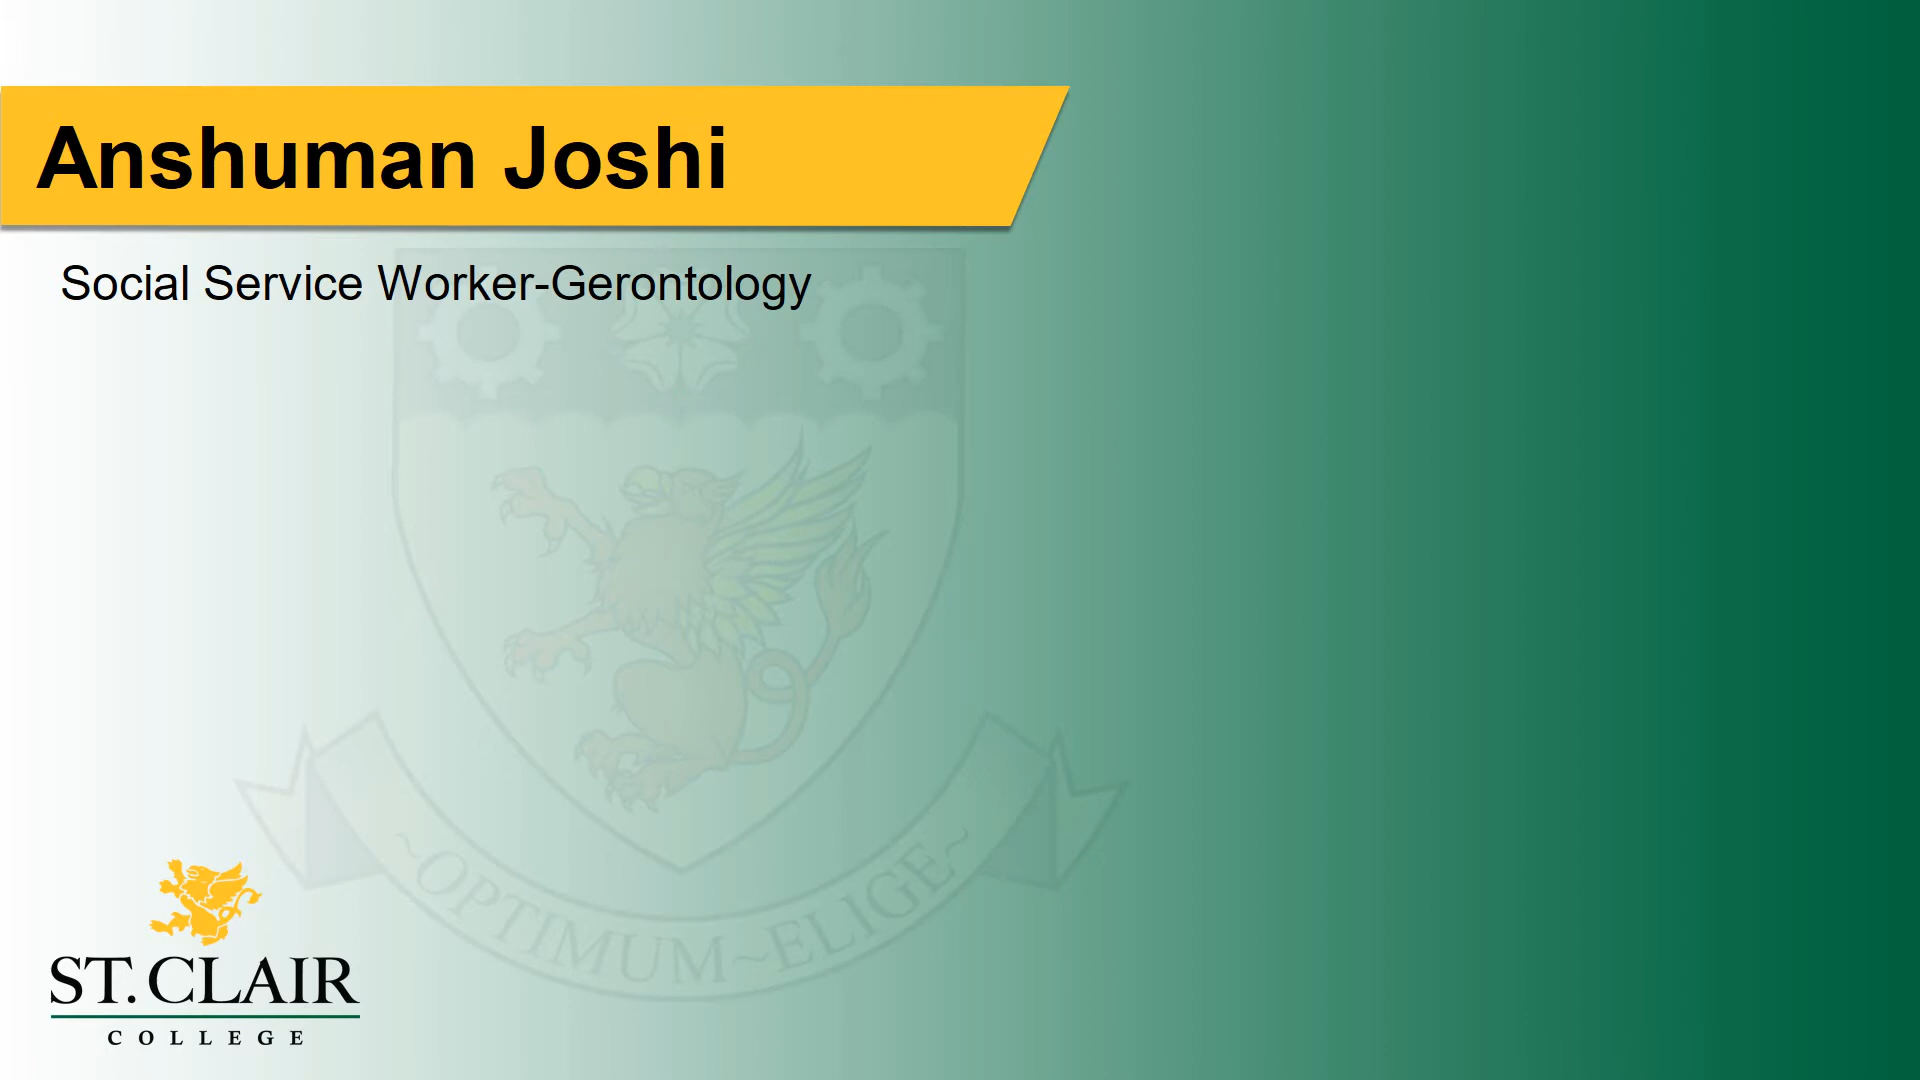 Anshuman Joshi
Social Service Worker-Gerontology
~OPTIMUM~ELIGE~
ST. CLAIR
COLLEGE